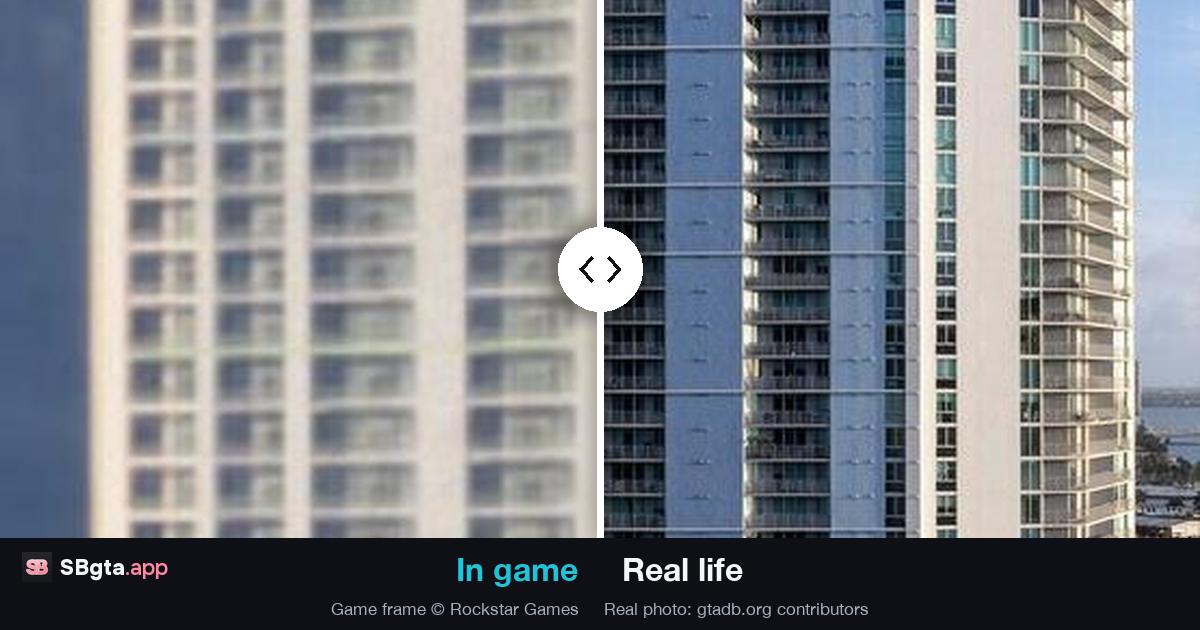 SB SBgta.app
In game
Real life
Game frame © Rockstar Games
Real photo: gtadb.org contributors